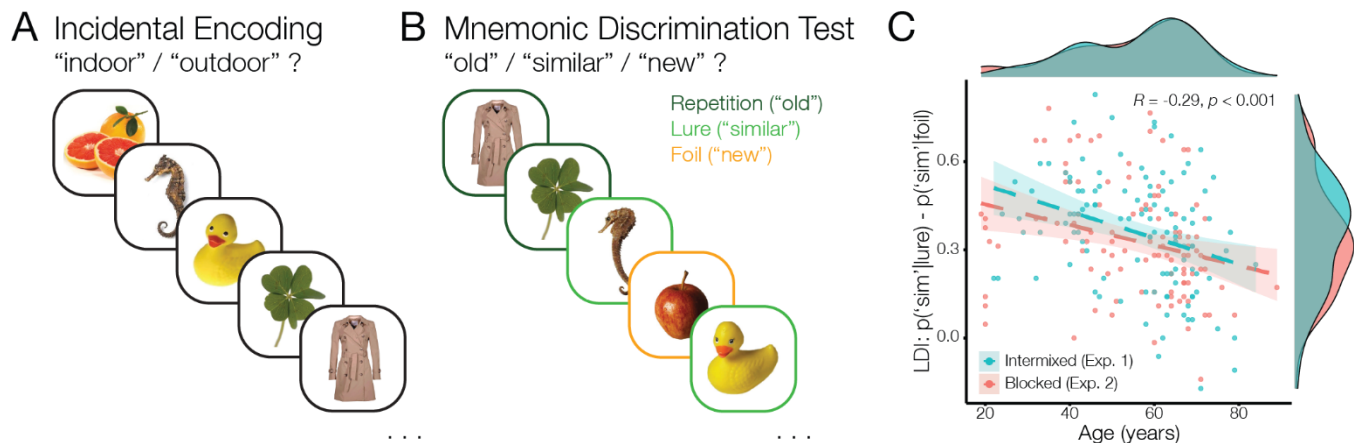 A Incidental Encoding
“indoor” / “outdoor” ?
. . .
B Mnemonic Discrimination Test
“old” / “similar” / “new” ?
Repetition (“old”)
Lure (“similar”)
Foil (“new”)
. . .
C
R = -0.29, p < 0.001
LDI: p(‘sim’|lure) - p(‘sim’|foil)
0.6
0.3
0.0
Intermixed (Exp. 1)
Blocked (Exp. 2)
20 40 60 80
Age (years)